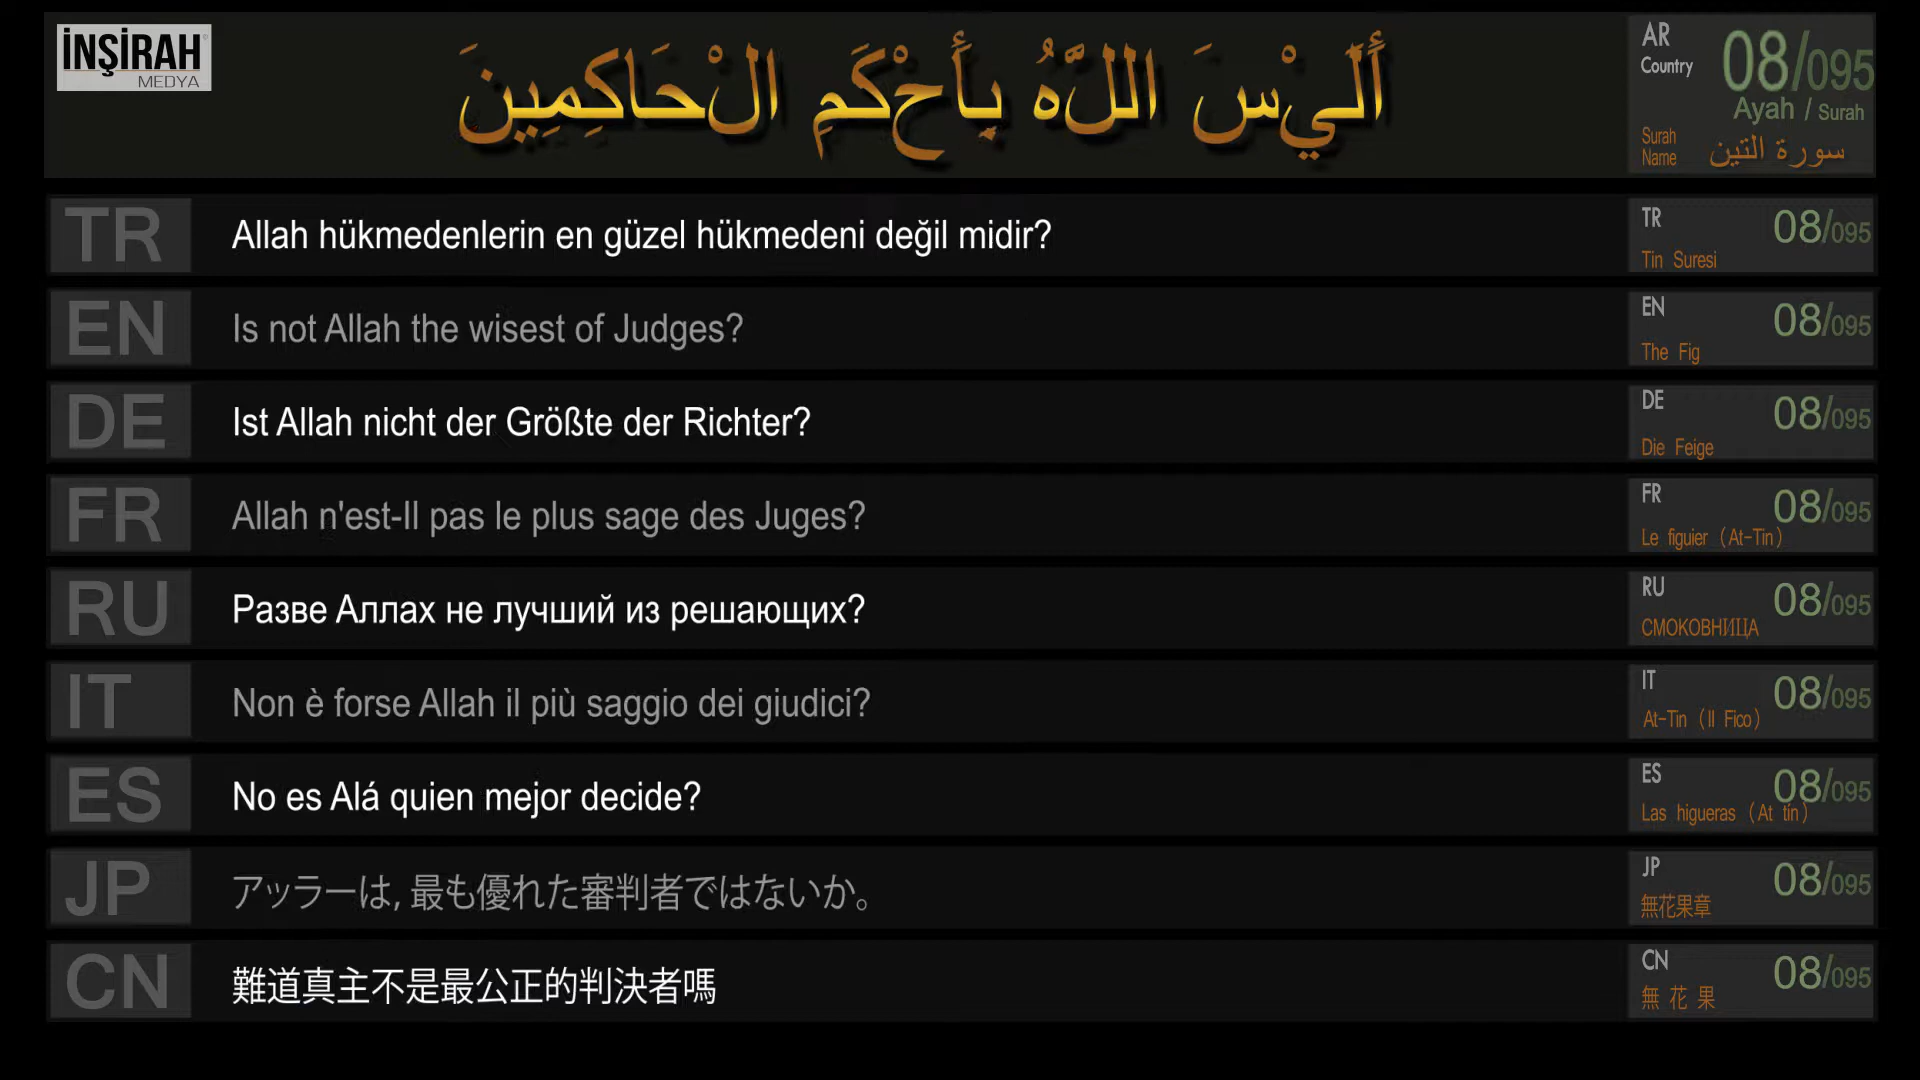 İNŞİRAH
MEDYA
أَلَيْسَ اللَّهُ بِأَحْكَمِ الْحَاكِمِينَ
AR
Country
08/095
Ayah / Surah
Surah
Name
سورة التين
TR
Allah hükmedenlerin en güzel hükmedeni değil midir?
TR
08/095
Tin Suresi
EN
Is not Allah the wisest of Judges?
EN
08/095
The Fig
DE
Ist Allah nicht der Größte der Richter?
DE
08/095
Die Feige
FR
Allah n'est-Il pas le plus sage des Juges?
FR
08/095
Le figuier (At-Tin)
RU
Разве Аллах не лучший из решающих?
RU
08/095
СМОКОВНИЦА
IT
Non è forse Allah il più saggio dei giudici?
IT
08/095
At-Tin (Il Fico)
ES
No es Alá quien mejor decide?
ES
08/095
Las higueras (At tín)
JP
アッラーは, 最も優れた審判者ではないか。
JP
08/095
無花果章
CN
難道真主不是最公正的判決者嗎
CN
08/095
無 花 果